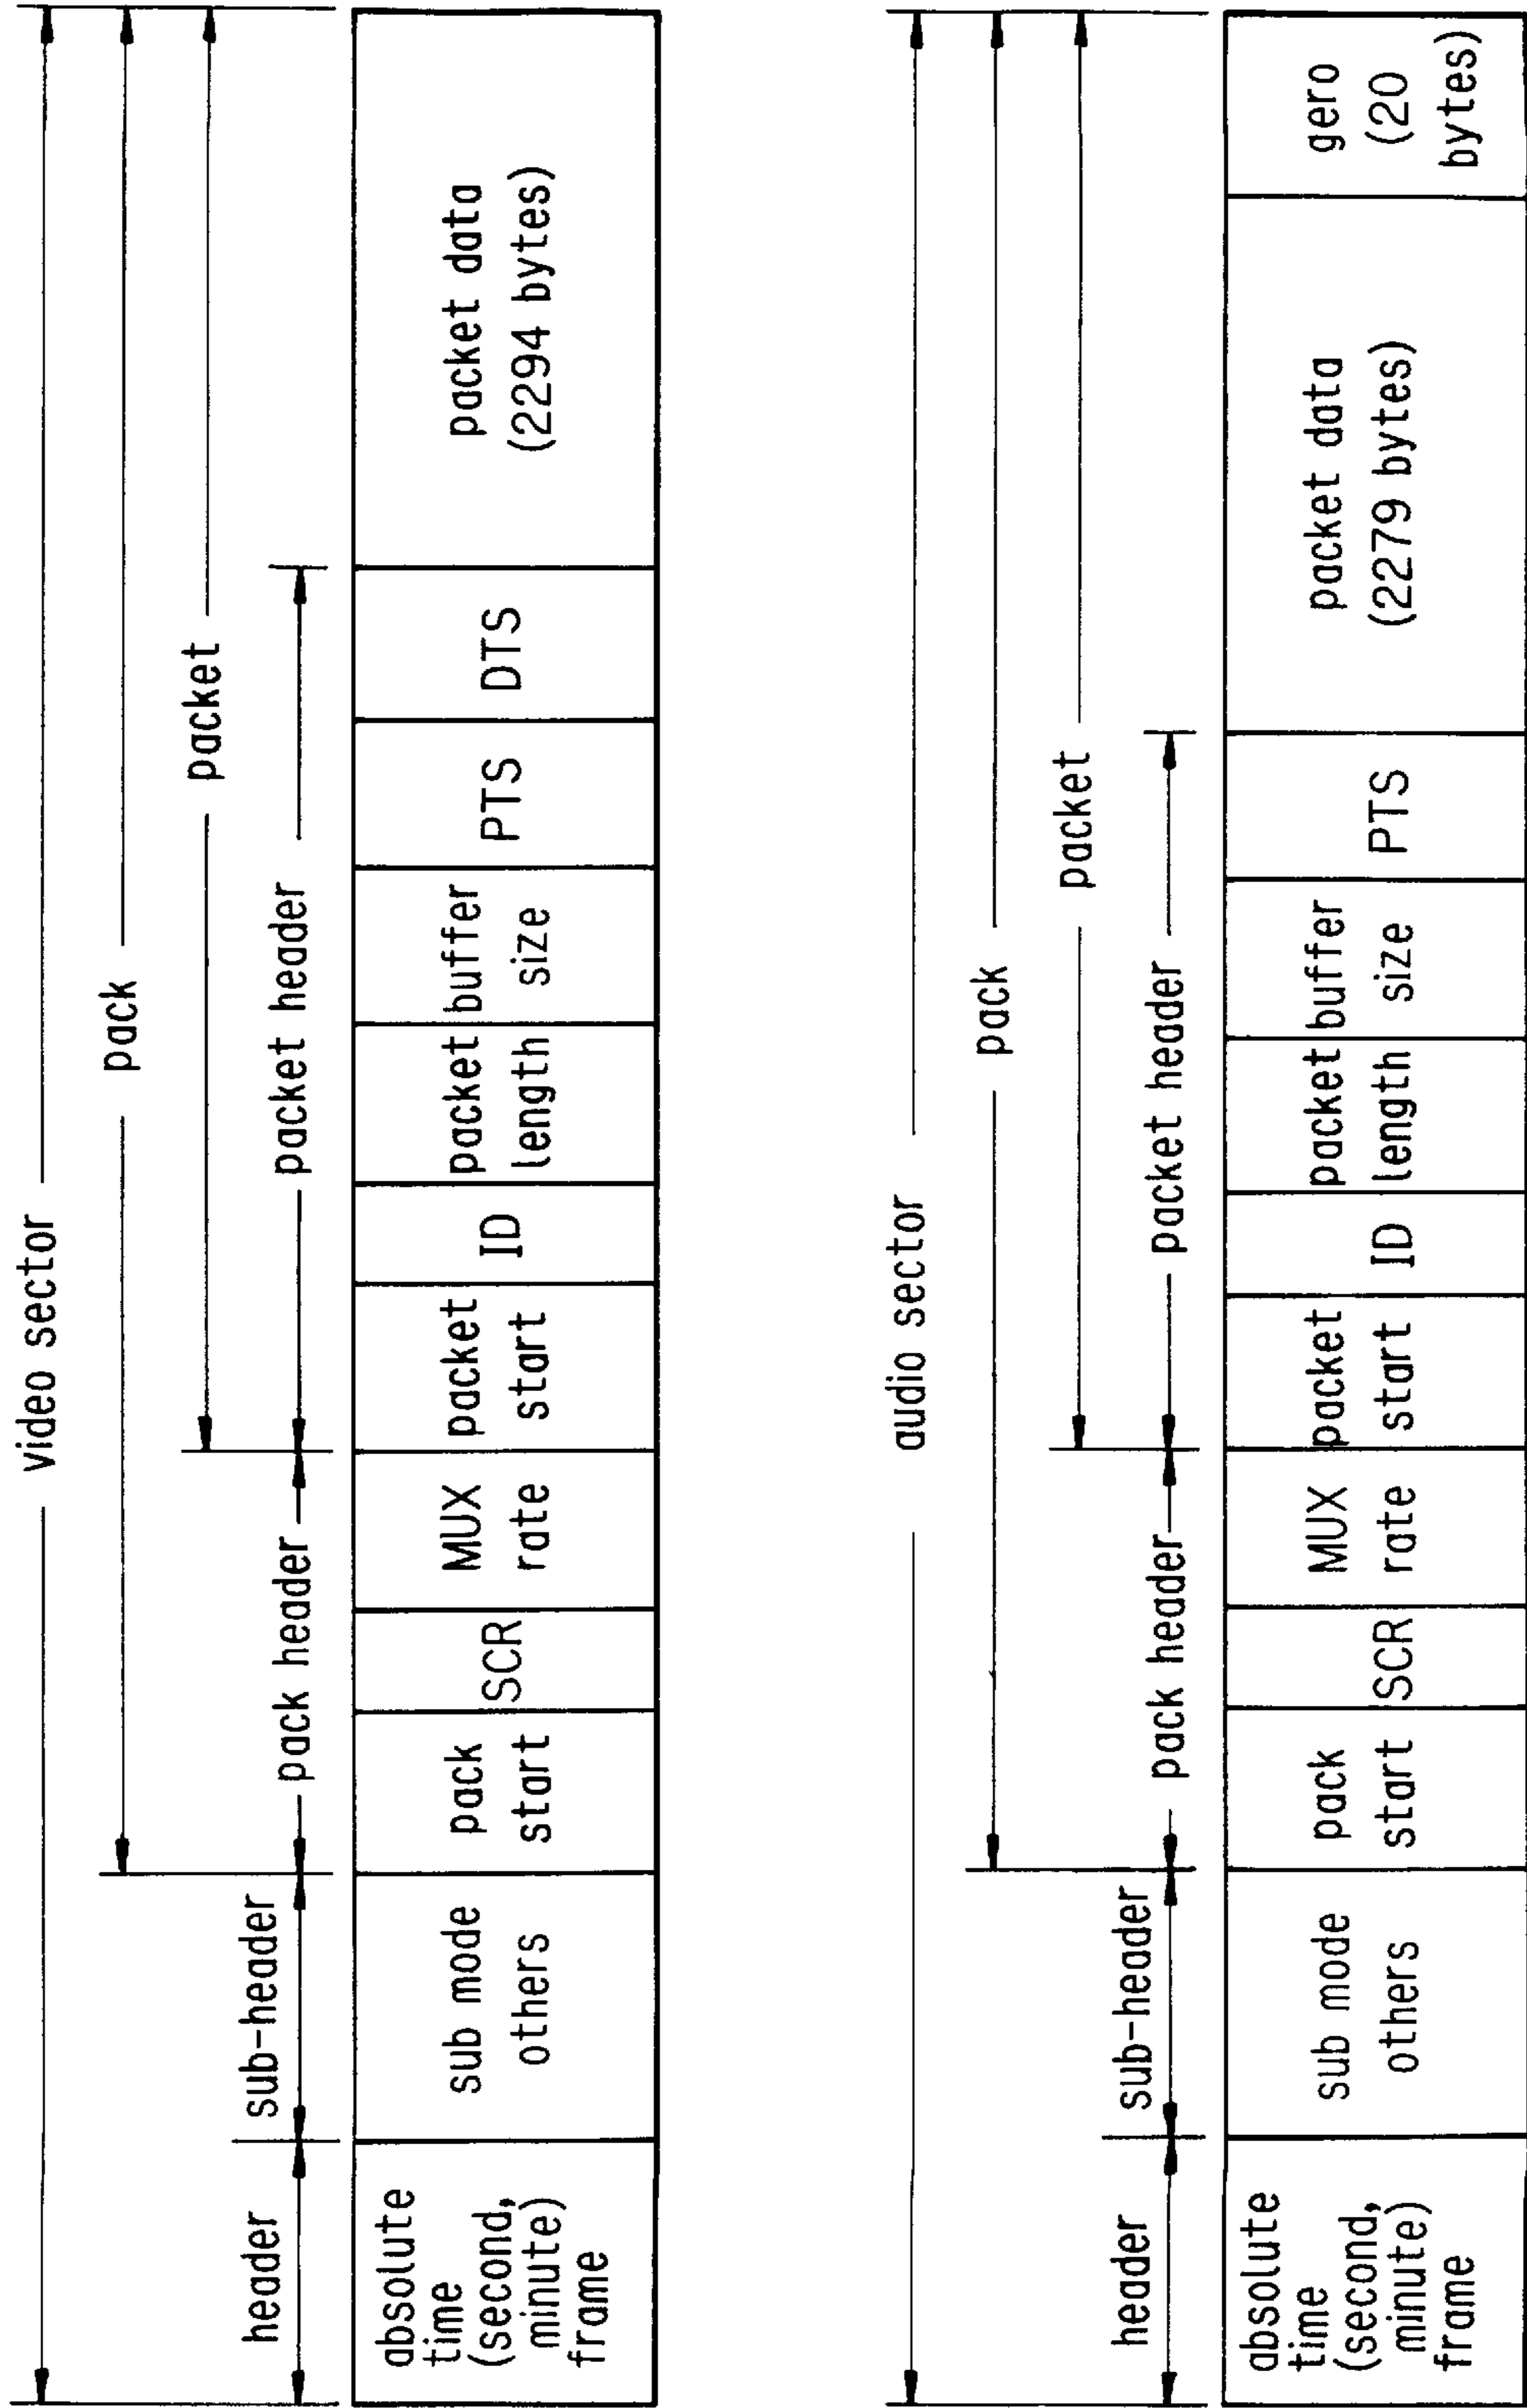 video sector
pack
packet
header
sub-header
pack header
packet header
absolute
time
(second,
minute)
frame
sub mode
others
pack
start
SCR
MUX
rate
packet
start
ID
packet
length
buffer
size
PTS
DTS
packet data
(2294 bytes)
audio sector
pack
packet
header
sub-header
pack header
packet header
absolute
time
(second,
minute)
frame
sub mode
others
pack
start
SCR
MUX
rate
packet
start
ID
packet
length
buffer
size
PTS
packet data
(2279 bytes)
gero
(20
bytes)